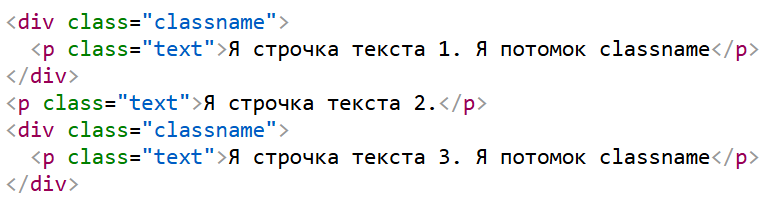 <div class="classname">
  <p class="text">Я строчка текста 1. Я потомок classname</p>
</div>
<p class="text">Я строчка текста 2.</p>
<div class="classname">
  <p class="text">Я строчка текста 3. Я потомок classname</p>
</div>